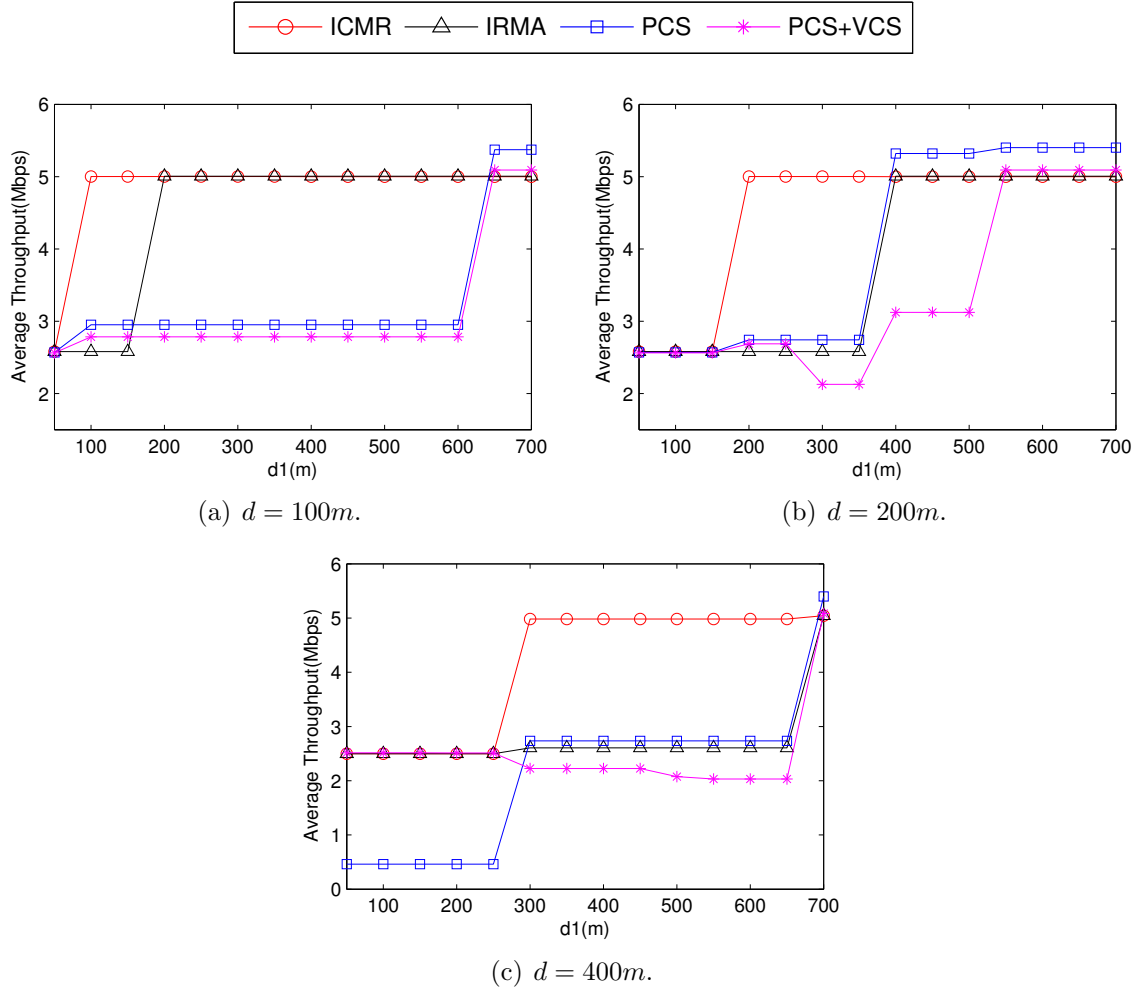 ICMR IRMA PCS PCS+VCS
6
5
4
3
2
Average Throughput(Mbps)
100 200 300 400 500 600 700
d1(m)
(a) d = 100m.
6
5
4
3
2
Average Throughput(Mbps)
100 200 300 400 500 600 700
d1(m)
(b) d = 200m.
6
5
4
3
2
1
0
Average Throughput(Mbps)
100 200 300 400 500 600 700
d1(m)
(c) d = 400m.